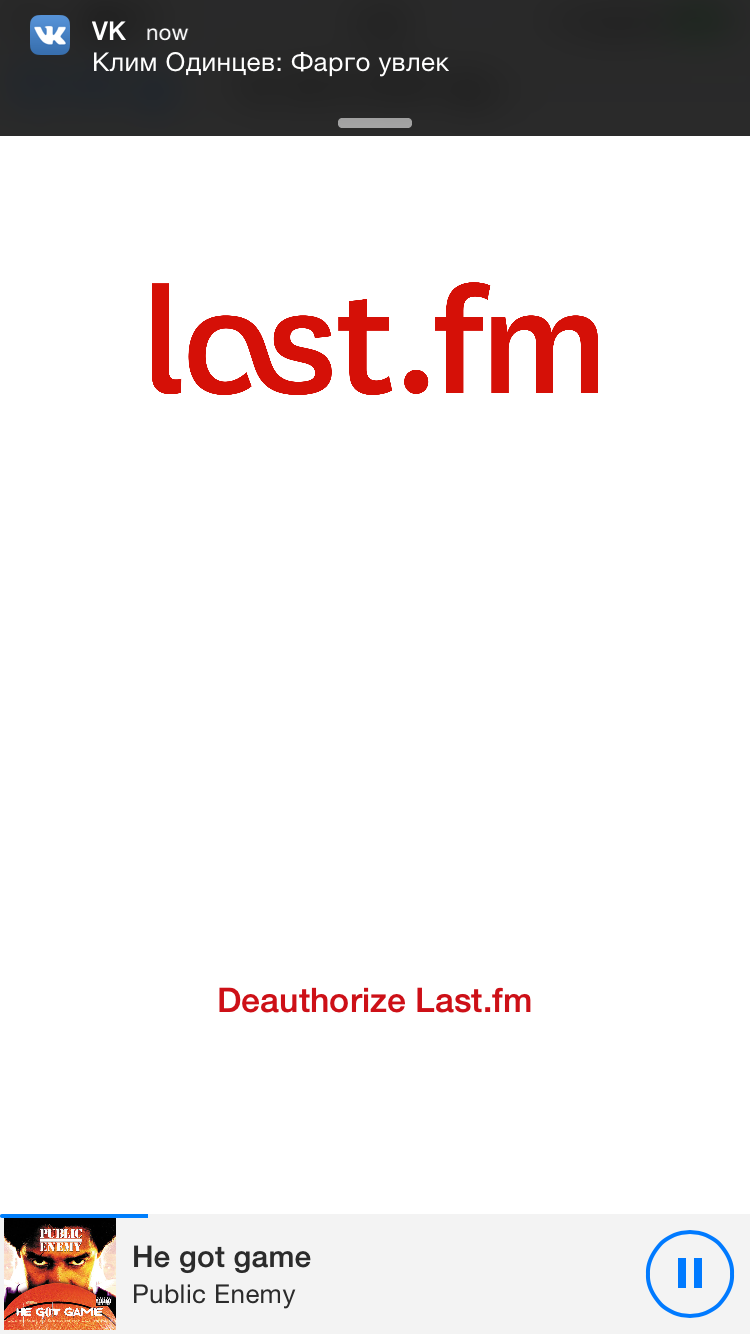 VK now
Клим Одинцев: Фарго увлек
last.fm
Deauthorize Last.fm
PUBLIC
ENEMY
HE GOT GAME
He got game
Public Enemy